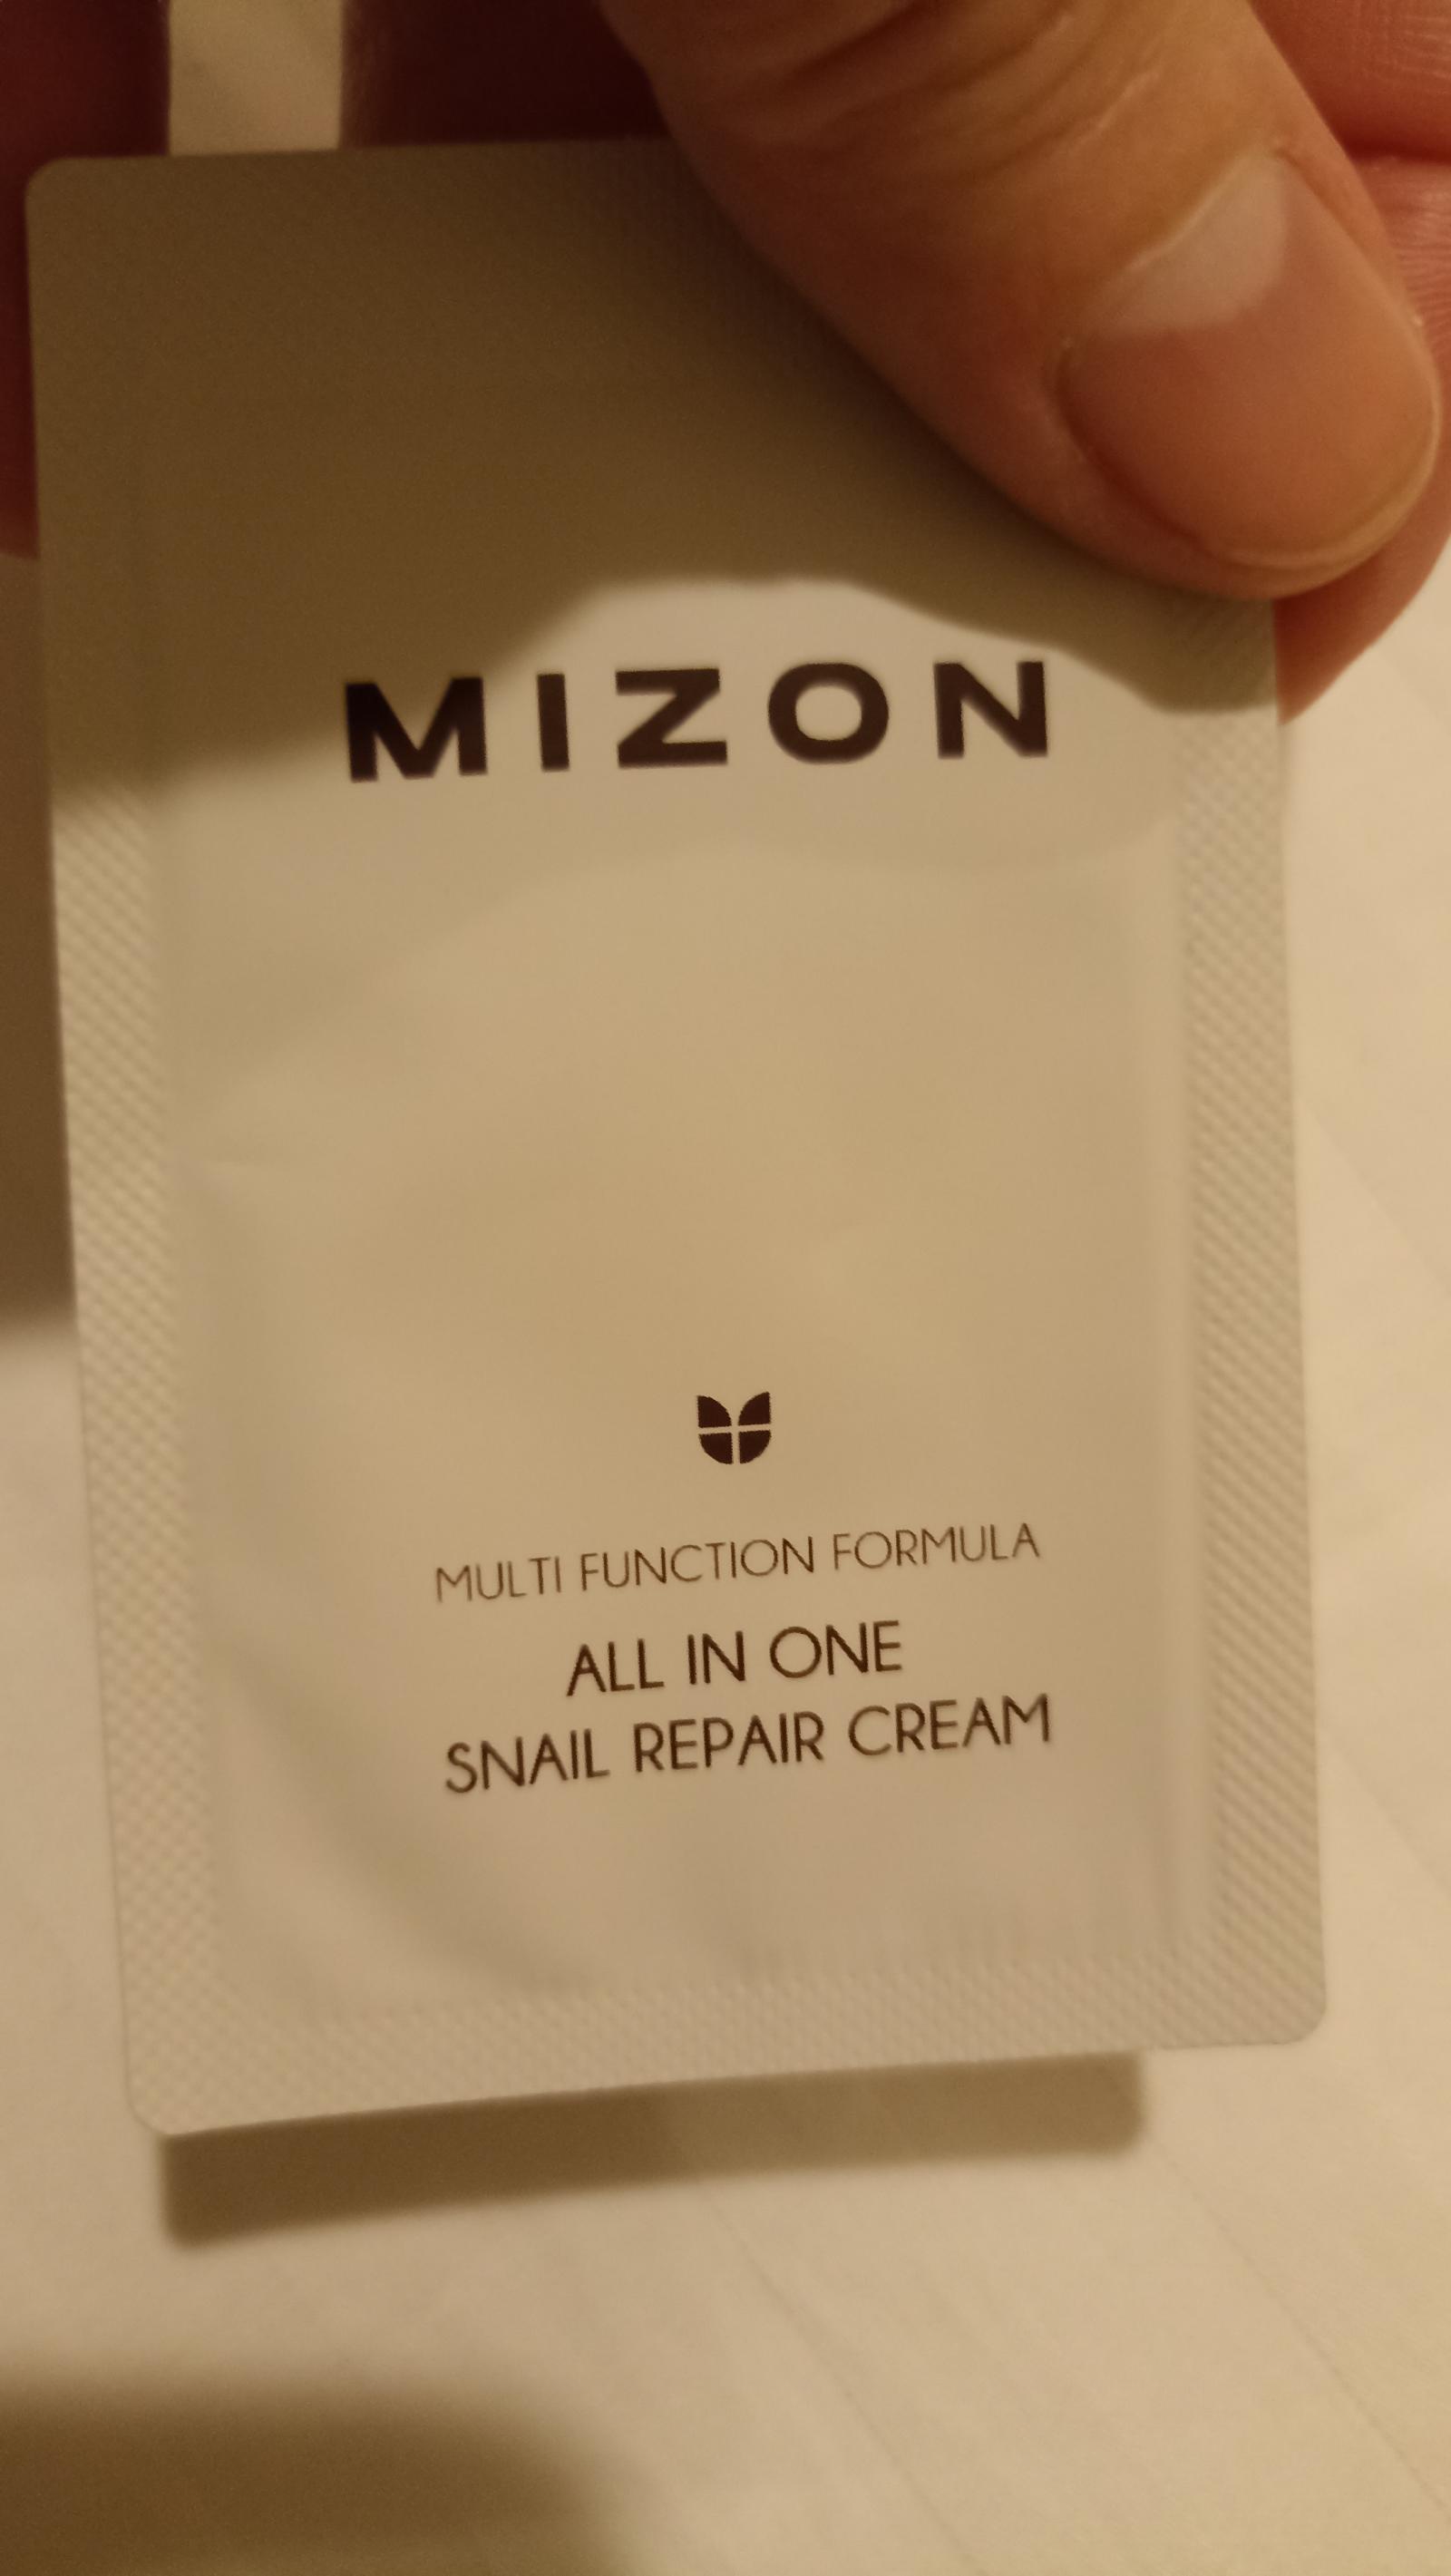 MIZON
MULTI FUNCTION FORMULA
ALL IN ONE
SNAIL REPAIR CREAM